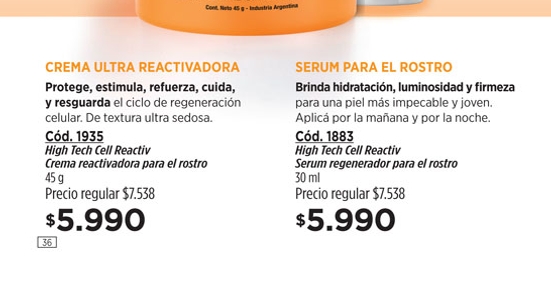 Cont. Neto 45 g - Industria Argentina
CREMA ULTRA REACTIVADORA
Protege, estimula, refuerza, cuida,
y resguarda el ciclo de regeneración
celular. De textura ultra sedosa.
Cód. 1935
High Tech Cell Reactiv
Crema reactivadora para el rostro
45 g
Precio regular $7.538
$5.990
36
SERUM PARA EL ROSTRO
Brinda hidratación, luminosidad y firmeza
para una piel más impecable y joven.
Aplicá por la mañana y por la noche.
Cód. 1883
High Tech Cell Reactiv
Serum regenerador para el rostro
30 ml
Precio regular $7.538
$5.990